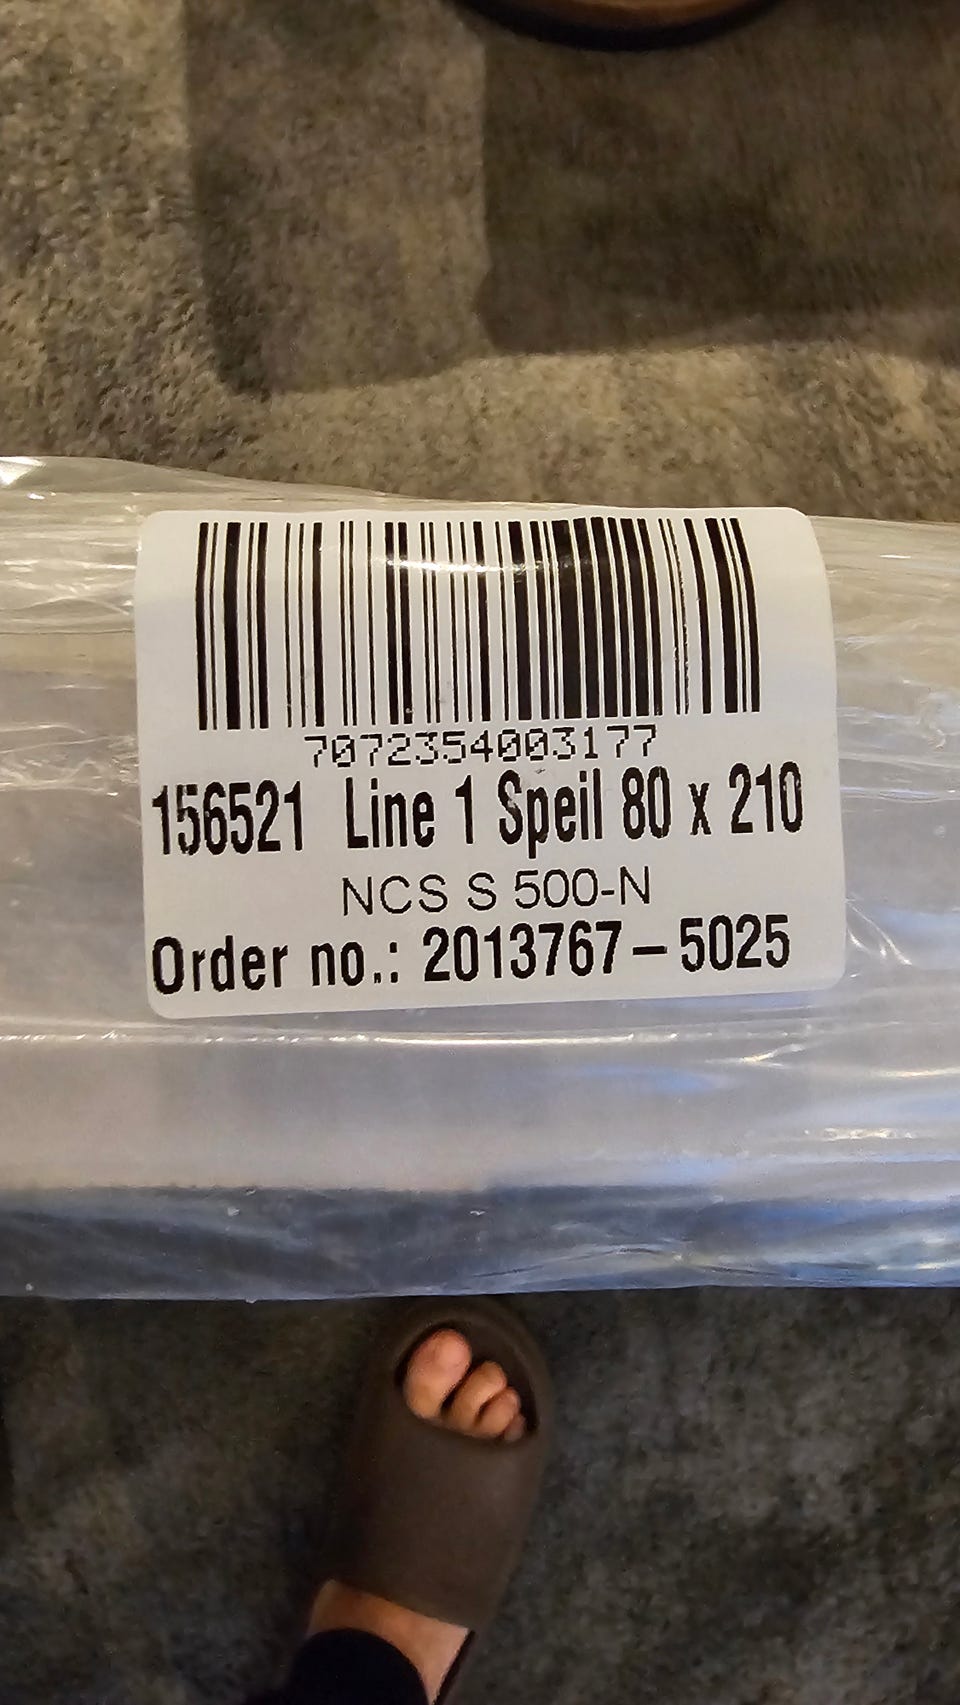 7072354003177
156521 Line 1 Speil 80 x 210
NCS S 500-N
Order no.: 2013767-5025